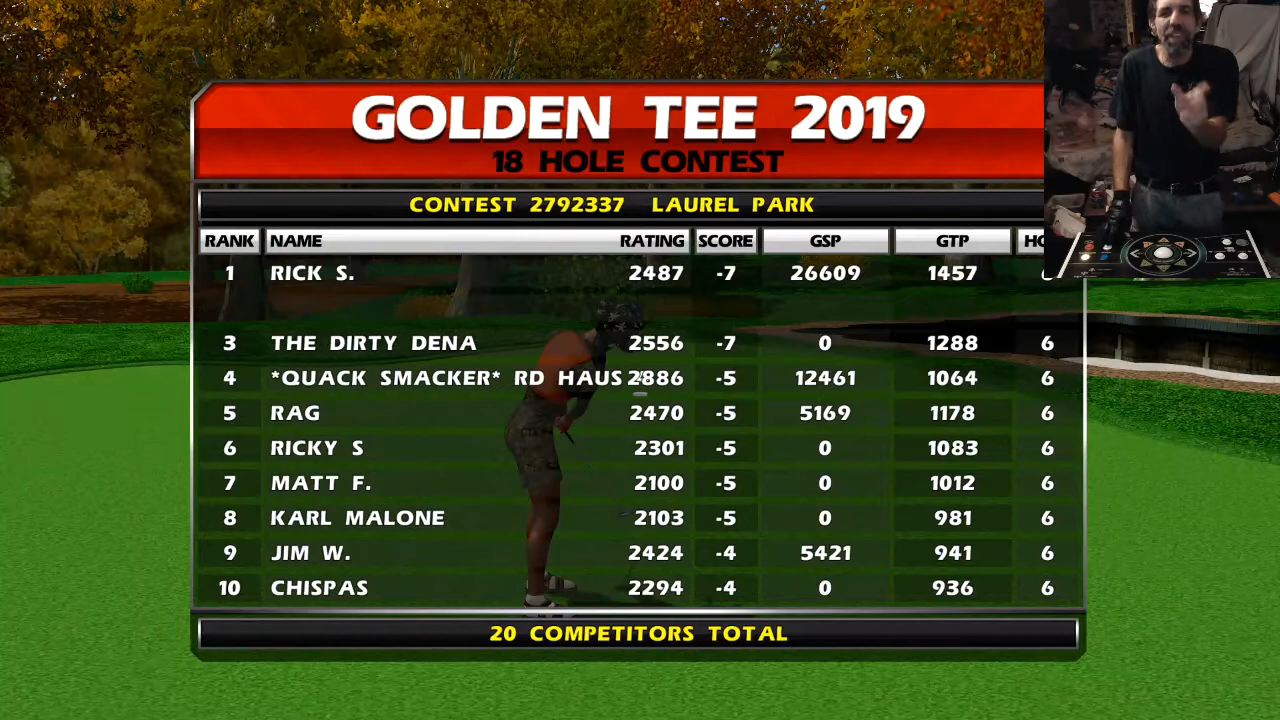 GOLDEN TEE 2019
18 HOLE CONTEST
CONTEST 2792337 LAUREL PARK
RANK NAME RATING SCORE GSP GTP
1 RICK S. 2487 -7 26609 1457
3 THE DIRTY DENA 2556 -7 0 1288 6
4 *QUACK SMACKER* RD HAUS 2886 -5 12461 1064 6
5 RAG 2470 -5 5169 1178 6
6 RICKY S 2301 -5 0 1083 6
7 MATT F. 2100 -5 0 1012 6
8 KARL MALONE 2103 -5 0 981 6
9 JIM W. 2424 -4 5421 941 6
10 CHISPAS 2294 -4 0 936 6
20 COMPETITORS TOTAL